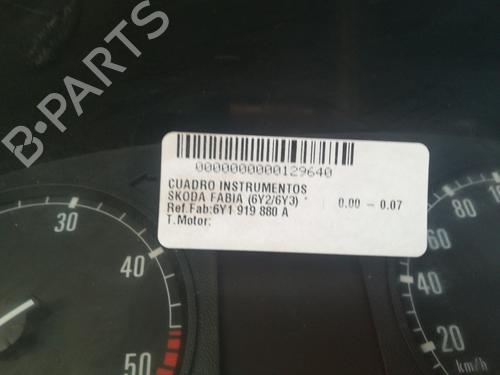 B-PARTS
0000000000129640
CUADRO INSTRUMENTOS
SKODA FABIA (6Y2/6Y3) * 0.00 - 0.07
Ref.Fab:6Y1 919 880 A
T.Motor:
30
40
50
100
80
60
40
20
km/h